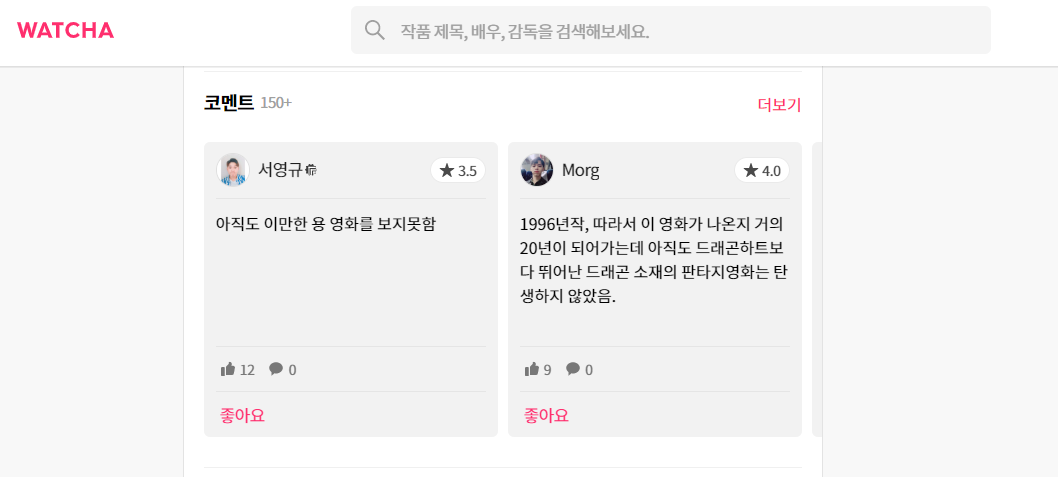 WATCHA
작품 제목, 배우, 감독을 검색해보세요.
코멘트 150+
더보기
서영규
3.5
아직도 이만한 용 영화를 보지못함
12 0
좋아요
Morg
4.0
1996년작, 따라서 이 영화가 나온지 거의
20년이 되어가는데 아직도 드래곤하트보
다 뛰어난 드래곤 소재의 판타지영화는 탄
생하지 않았음.
9 0
좋아요